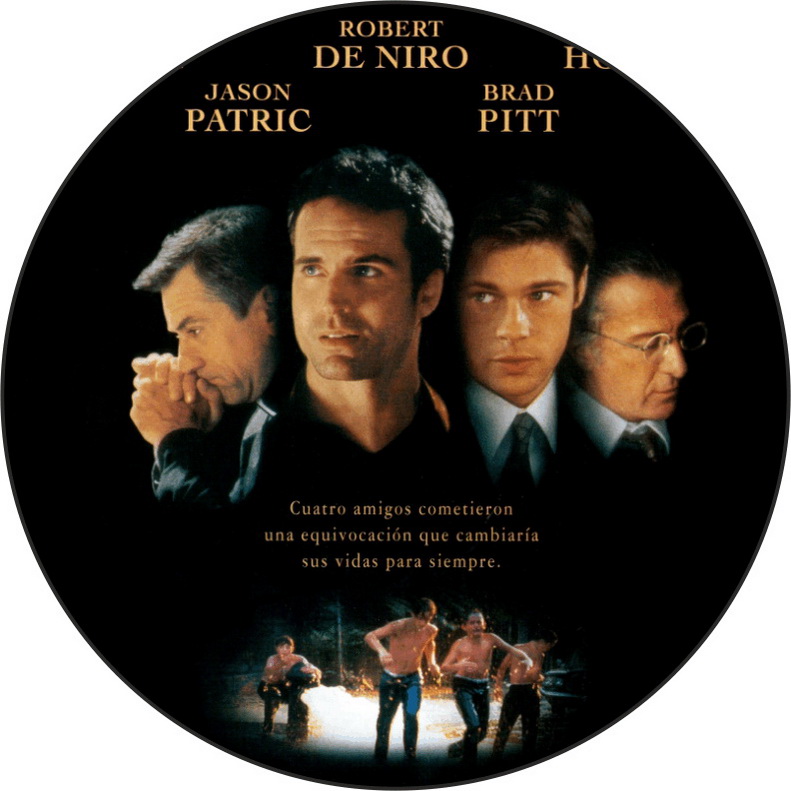 ROBERT
DE NIRO
JASON
PATRIC
BRAD
PITT
Cuatro amigos cometieron
una equivocación que cambiaría
sus vidas para siempre.